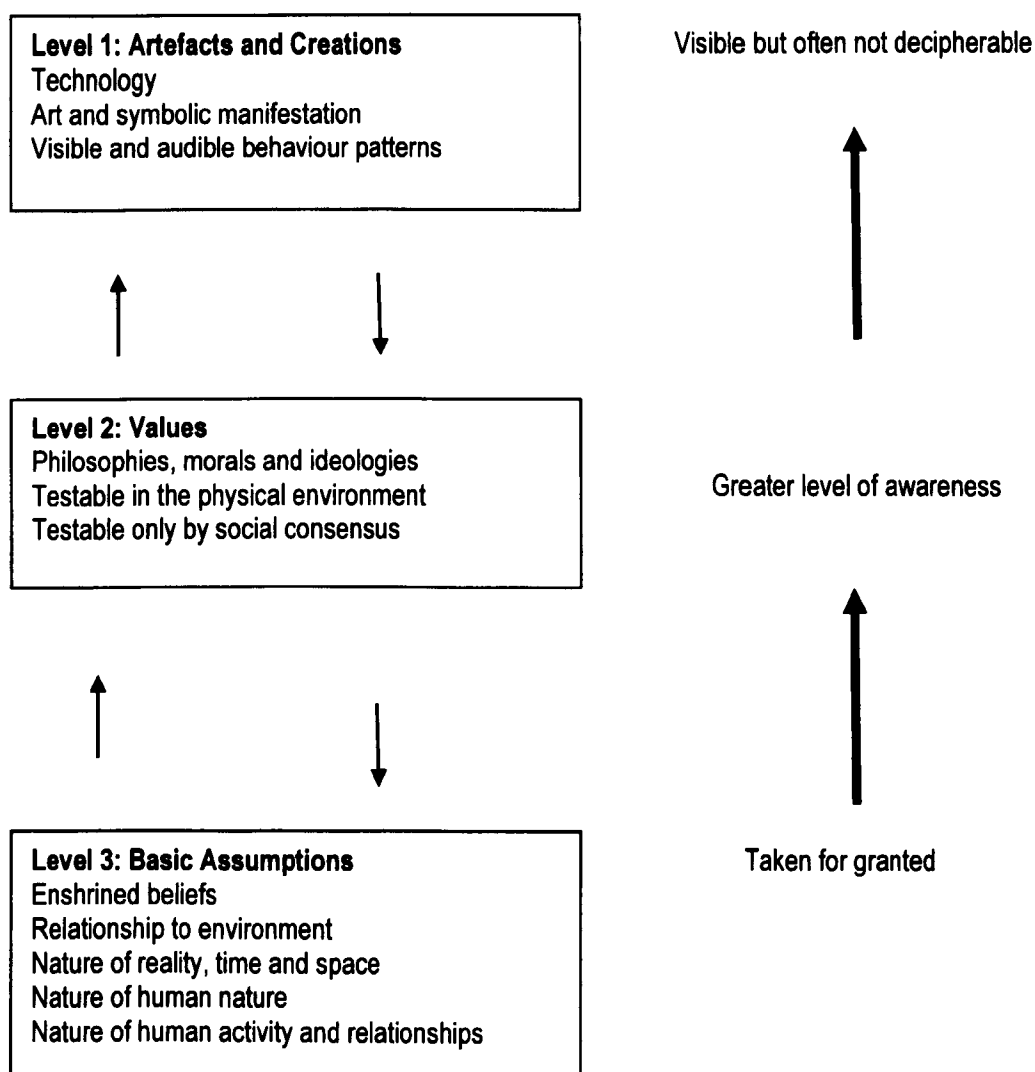 Level 1: Artefacts and Creations
Technology
Art and symbolic manifestation
Visible and audible behaviour patterns
Visible but often not decipherable
Level 2: Values
Philosophies, morals and ideologies
Testable in the physical environment
Testable only by social consensus
Greater level of awareness
Level 3: Basic Assumptions
Enshrined beliefs
Relationship to environment
Nature of reality, time and space
Nature of human nature
Nature of human activity and relationships
Taken for granted